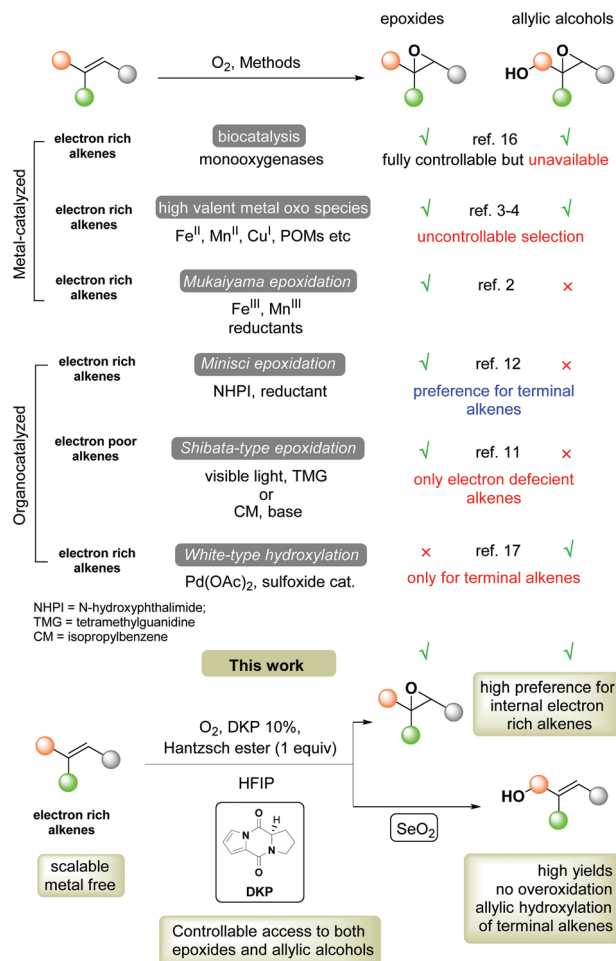 epoxides allylic alcohols
O₂, Methods
O
HO O
Metal-catalyzed
electron rich
alkenes
biocatalysis
monooxygenases
√ ref. 16 √
fully controllable but unavailable
electron rich
alkenes
high valent metal oxo species
Feᴵᴵ, Mnᴵᴵ, Cuᴵ, POMs etc
√ ref. 3-4 √
uncontrollable selection
electron rich
alkenes
Mukaiyama epoxidation
Feᴵᴵᴵ, Mnᴵᴵᴵ
reductants
√ ref. 2 ×
Organocatalyzed
electron rich
alkenes
Minisci epoxidation
NHPI, reductant
√ ref. 12 ×
preference for terminal
alkenes
electron poor
alkenes
Shibata-type epoxidation
visible light, TMG
or
CM, base
√ ref. 11 ×
only electron defecient
alkenes
electron rich
alkenes
White-type hydroxylation
Pd(OAc)₂, sulfoxide cat.
× ref. 17 √
only for terminal alkenes
NHPI = N-hydroxyphthalimide;
TMG = tetramethylguanidine
CM = isopropylbenzene
This work
√ √
O
high preference for
internal electron
rich alkenes
O₂, DKP 10%,
Hantzsch ester (1 equiv)
HFIP
electron rich
alkenes
scalable
metal free
O H
N
N
O
DKP
SeO₂
HO
Controllable access to both
epoxides and allylic alcohols
high yields
no overoxidation
allylic hydroxylation
of terminal alkenes